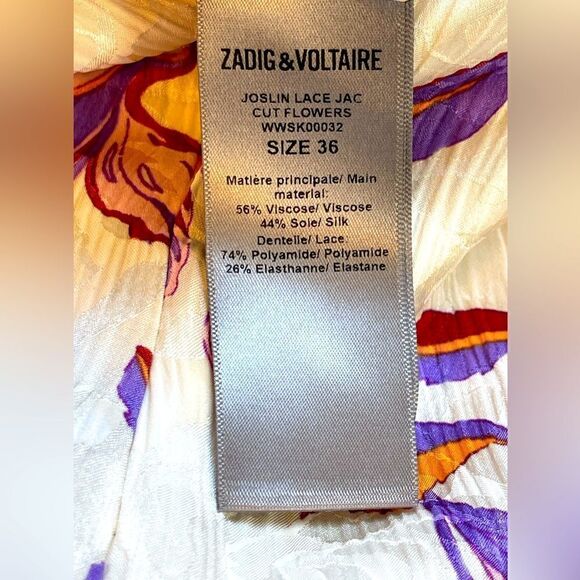 ZADIG&VOLTAIRE
JOSLIN LACE JAC
CUT FLOWERS
WWSK00032
SIZE 36
Matière principale/ Main
material:
56% Viscose/ Viscose
44% Soie/ Silk
Dentelle/ Lace:
74% Polyamide/ Polyamide
26% Elasthanne/ Elastane